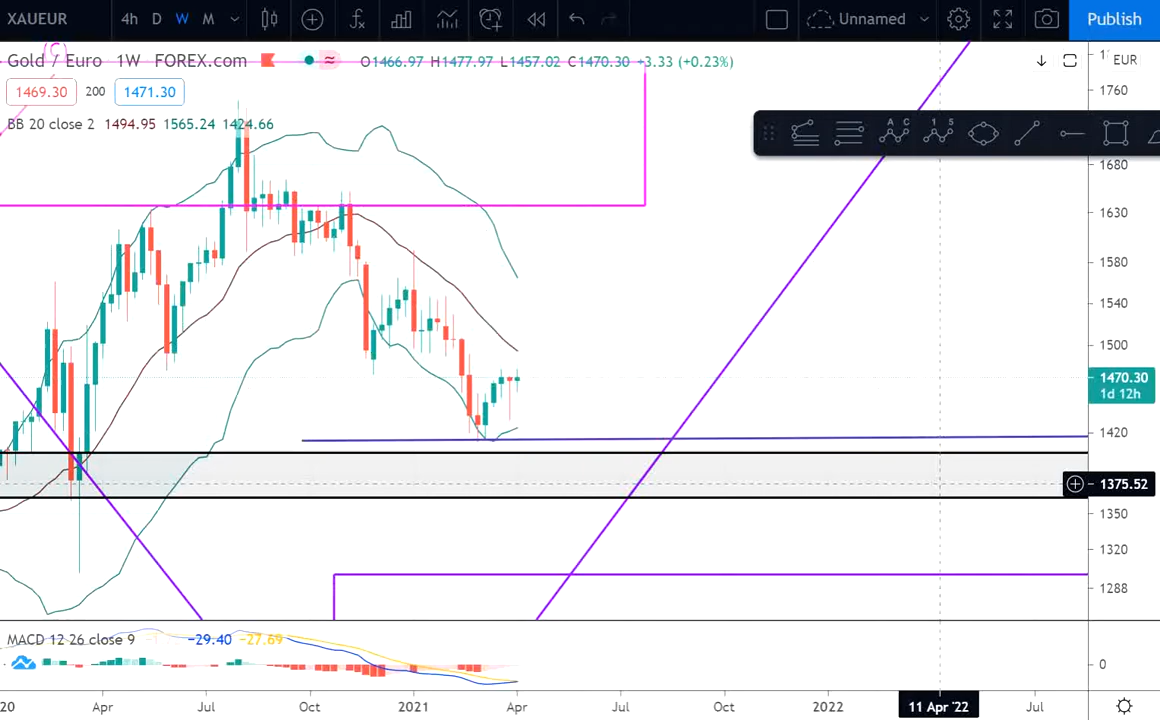 XAUEUR 4h D W M Unnamed Publish
(C)
Gold / Euro 1W FOREX.com O1466.97 H1477.97 L1457.02 C1470.30 +3.33 (+0.23%) EUR
1469.30 200 1471.30
1760
BB 20 close 2 1494.95 1565.24 1424.66
A C 1 5
1680
1630
1580
1540
1500
1470.30
1d 12h
1420
1375.52
1350
1320
1288
MACD 12 26 close 9 −29.40 −27.69
0
20 Apr Jul Oct 2021 Apr Jul Oct 2022 11 Apr '22 Jul